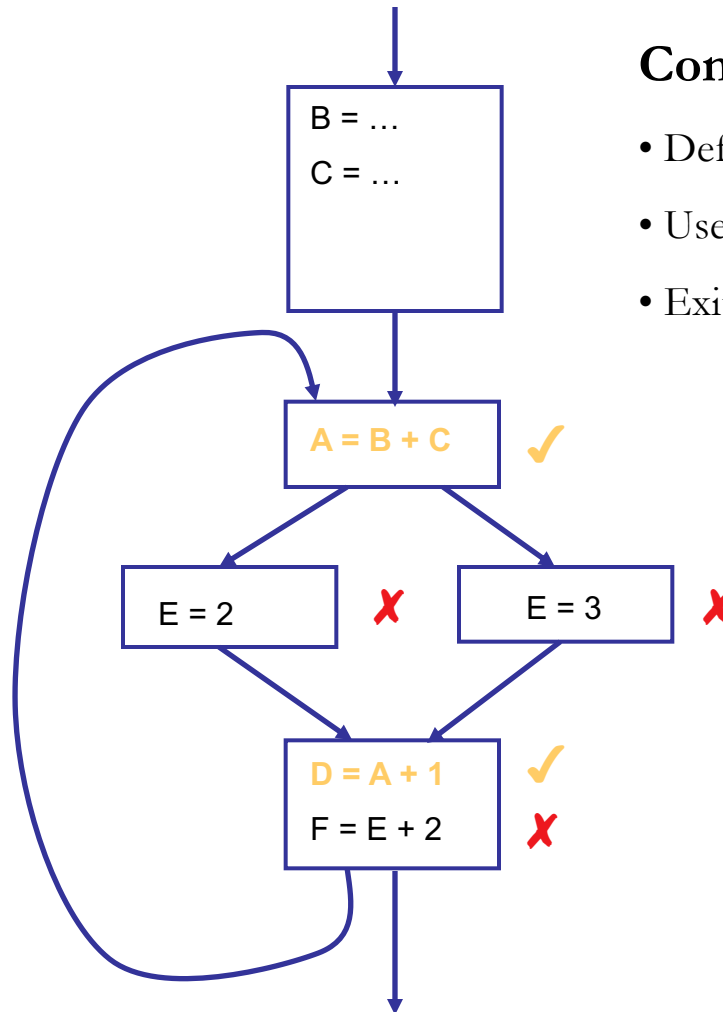 B = …
C = …
A = B + C
E = 2
E = 3
D = A + 1
F = E + 2